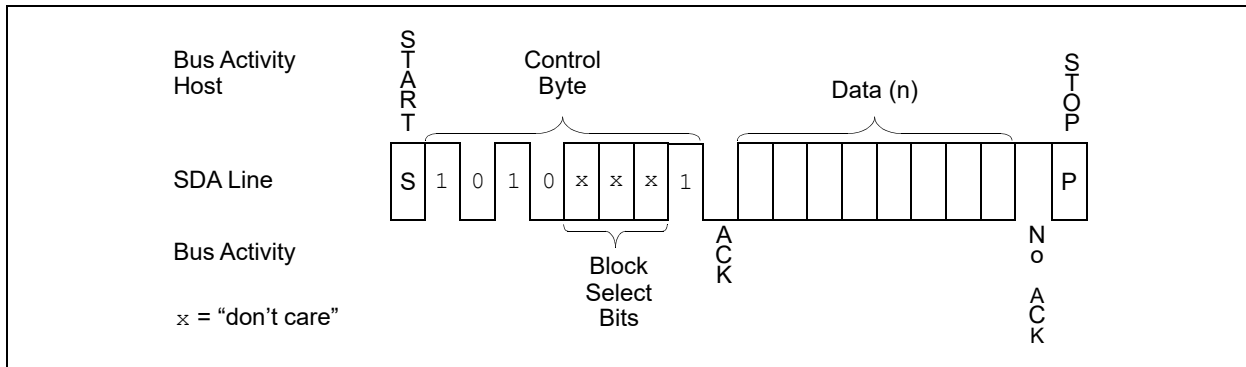 Bus Activity
Host
START
Control
Byte
Data (n)
STOP
SDA Line
S 1 0 1 0 x x x 1 P
Bus Activity
ACK
No ACK
Block
Select
Bits
x = “don’t care”